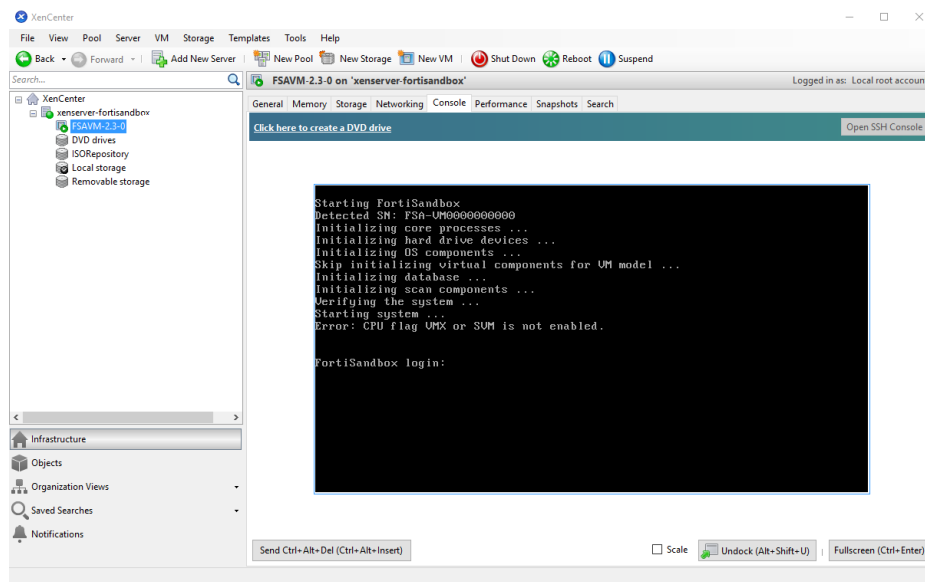 XenCenter
File View Pool Server VM Storage Templates Tools Help
Back Forward Add New Server New Pool New Storage New VM Shut Down Reboot Suspend
Search...
FSAVM-2.3-0 on 'xenserver-fortisandbox'
Logged in as: Local root accoun
XenCenter
xenserver-fortisandbox
FSAVM-2.3-0
DVD drives
ISORepository
Local storage
Removable storage
General Memory Storage Networking Console Performance Snapshots Search
Click here to create a DVD drive
Open SSH Console
Starting FortiSandbox
Detected SN: FSA-VM0000000000
Initializing core processes ...
Initializing hard drive devices ...
Initializing OS components ...
Skip initializing virtual components for VM model ...
Initializing database ...
Initializing scan components ...
Verifying the system ...
Starting system ...
Error: CPU flag VMX or SVM is not enabled.
FortiSandbox login:
Infrastructure
Objects
Organization Views
Saved Searches
Notifications
Send Ctrl+Alt+Del (Ctrl+Alt+Insert)
Scale
Undock (Alt+Shift+U)
Fullscreen (Ctrl+Enter)